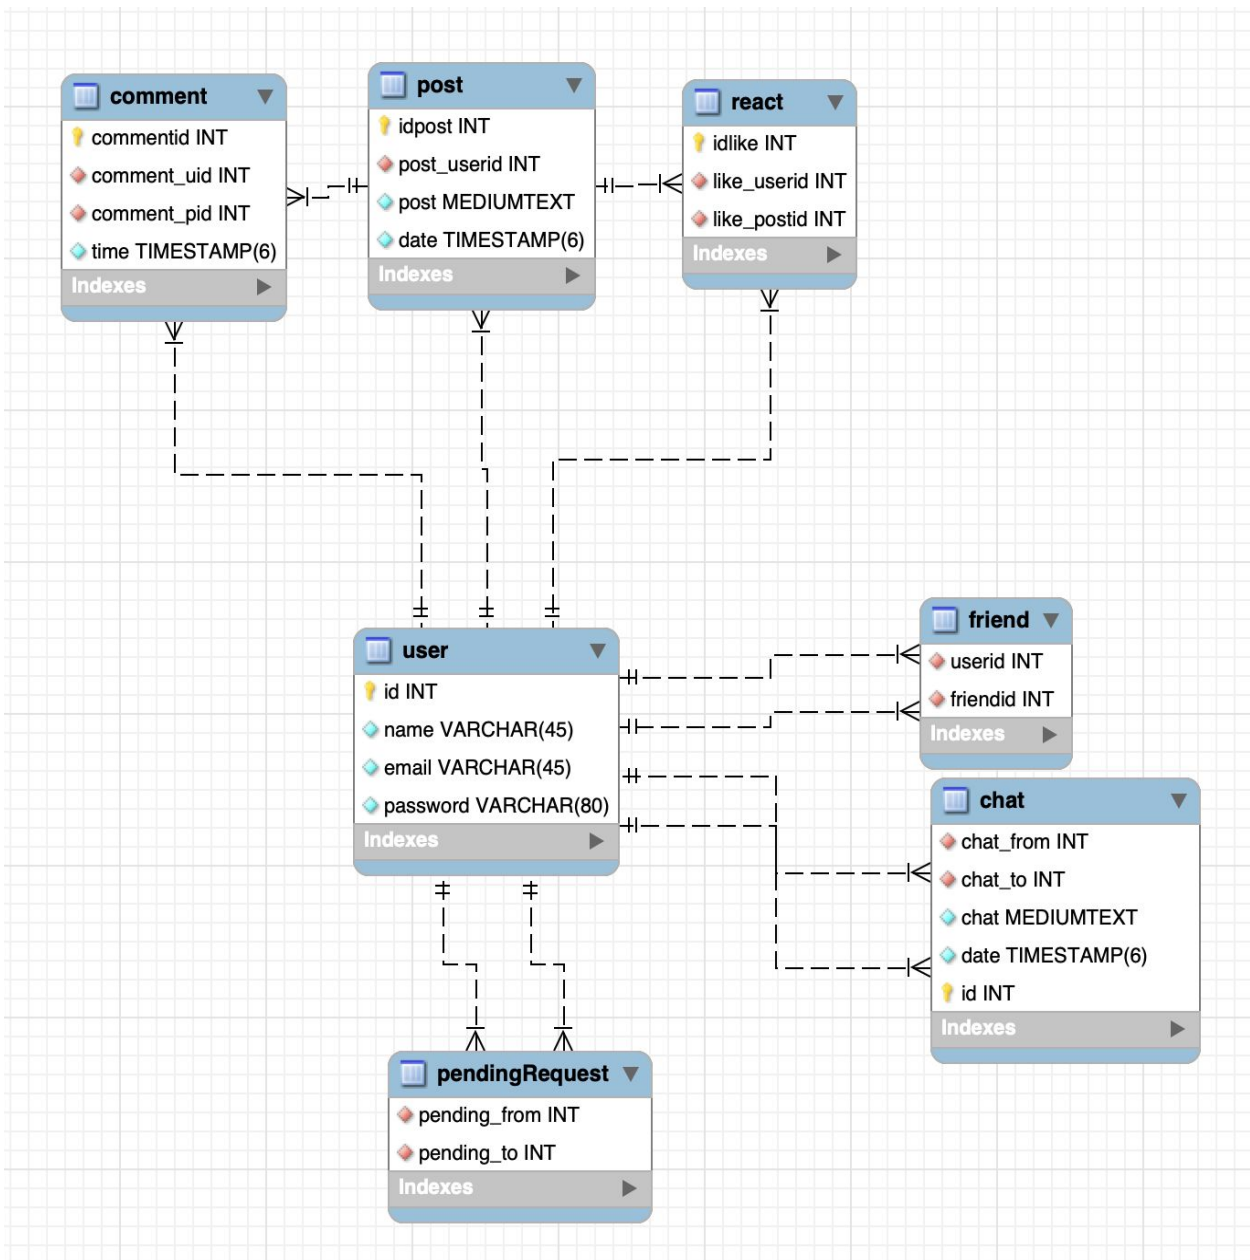 comment
commentid INT
comment_uid INT
comment_pid INT
time TIMESTAMP(6)
Indexes
post
idpost INT
post_userid INT
post MEDIUMTEXT
date TIMESTAMP(6)
Indexes
react
idlike INT
like_userid INT
like_postid INT
Indexes
user
id INT
name VARCHAR(45)
email VARCHAR(45)
password VARCHAR(80)
Indexes
friend
userid INT
friendid INT
Indexes
chat
chat_from INT
chat_to INT
chat MEDIUMTEXT
date TIMESTAMP(6)
id INT
Indexes
pendingRequest
pending_from INT
pending_to INT
Indexes